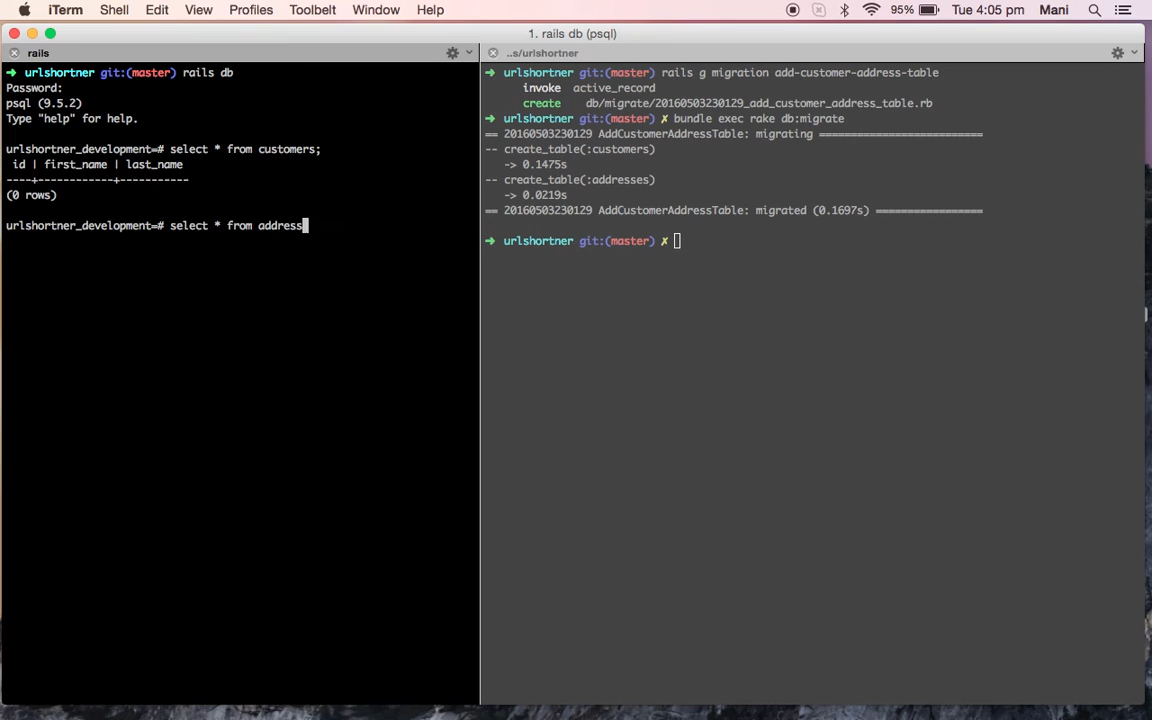 iTerm Shell Edit View Profiles Toolbelt Window Help 95% Tue 4:05 pm Mani
1. rails db (psql)
rails
➜ urlshortner git:(master) rails db
Password:
psql (9.5.2)
Type "help" for help.
urlshortner_development=# select * from customers;
id | first_name | last_name
----+------------+-----------
(0 rows)
urlshortner_development=# select * from address
..s/urlshortner
➜ urlshortner git:(master) rails g migration add-customer-address-table
invoke active_record
create db/migrate/20160503230129_add_customer_address_table.rb
➜ urlshortner git:(master) ✗ bundle exec rake db:migrate
== 20160503230129 AddCustomerAddressTable: migrating ===========================
-- create_table(:customers)
-> 0.1475s
-- create_table(:addresses)
-> 0.0219s
== 20160503230129 AddCustomerAddressTable: migrated (0.1697s) ==================
➜ urlshortner git:(master) ✗